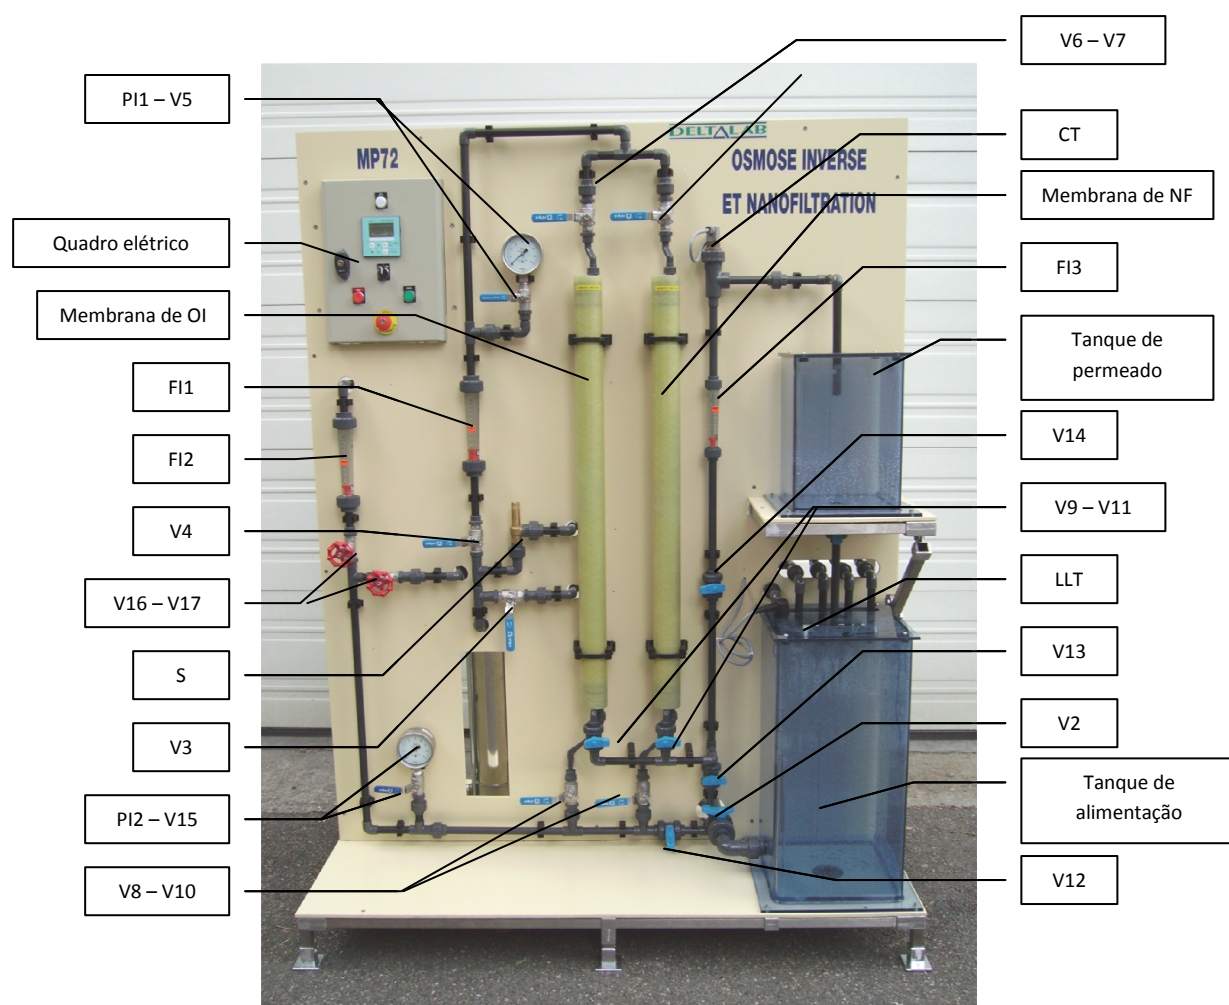 V6 – V7
PI1 – V5
CT
DELTALAB
MP72
OSMOSE INVERSE
ET NANOFILTRATION
Membrana de NF
Quadro elétrico
FI3
Membrana de OI
Tanque de
permeado
FI1
V14
FI2
V9 – V11
V4
LLT
V16 – V17
V13
S
V2
V3
Tanque de
alimentação
PI2 – V15
V8 – V10
V12